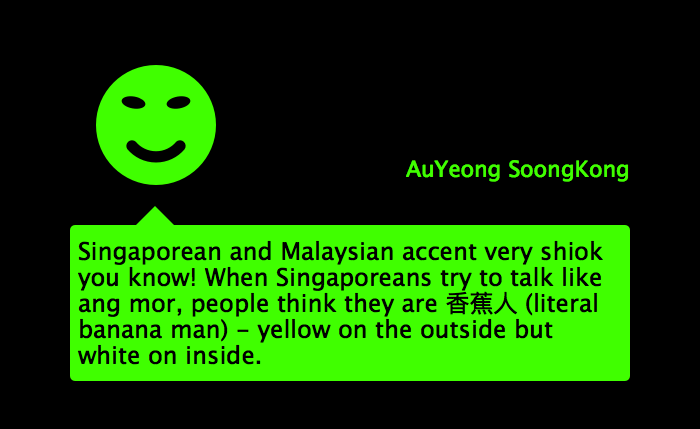 AuYeong SoongKong
Singaporean and Malaysian accent very shiok
you know! When Singaporeans try to talk like
ang mor, people think they are 香蕉人 (literal
banana man) - yellow on the outside but
white on inside.